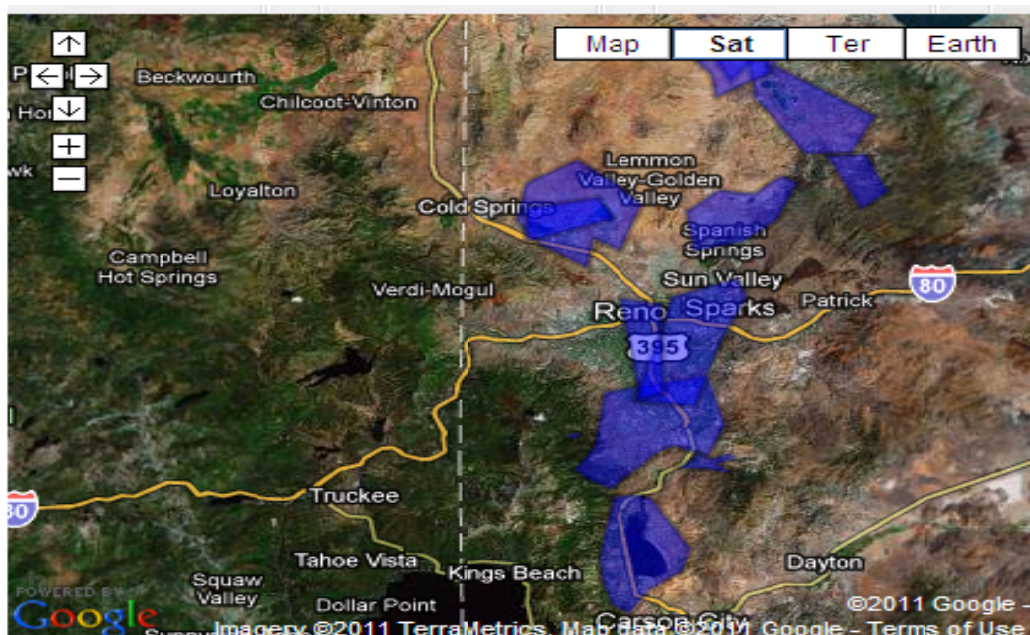 Map Sat Ter Earth
Beckwourth
Chilcoot-Vinton
Loyalton
Lemmon
Valley-Golden
Valley
Cold Springs
Spanish
Springs
Campbell
Hot Springs
Verdi-Mogul
Sun Valley
80
Patrick
Reno
Sparks
395
Truckee
Tahoe Vista
Kings Beach
Dayton
Squaw
Valley
Dollar Point
Carson City
POWERED BY
Google
©2011 Google -
Imagery ©2011 TerraMetrics, Map data ©2011 Google - Terms of Use